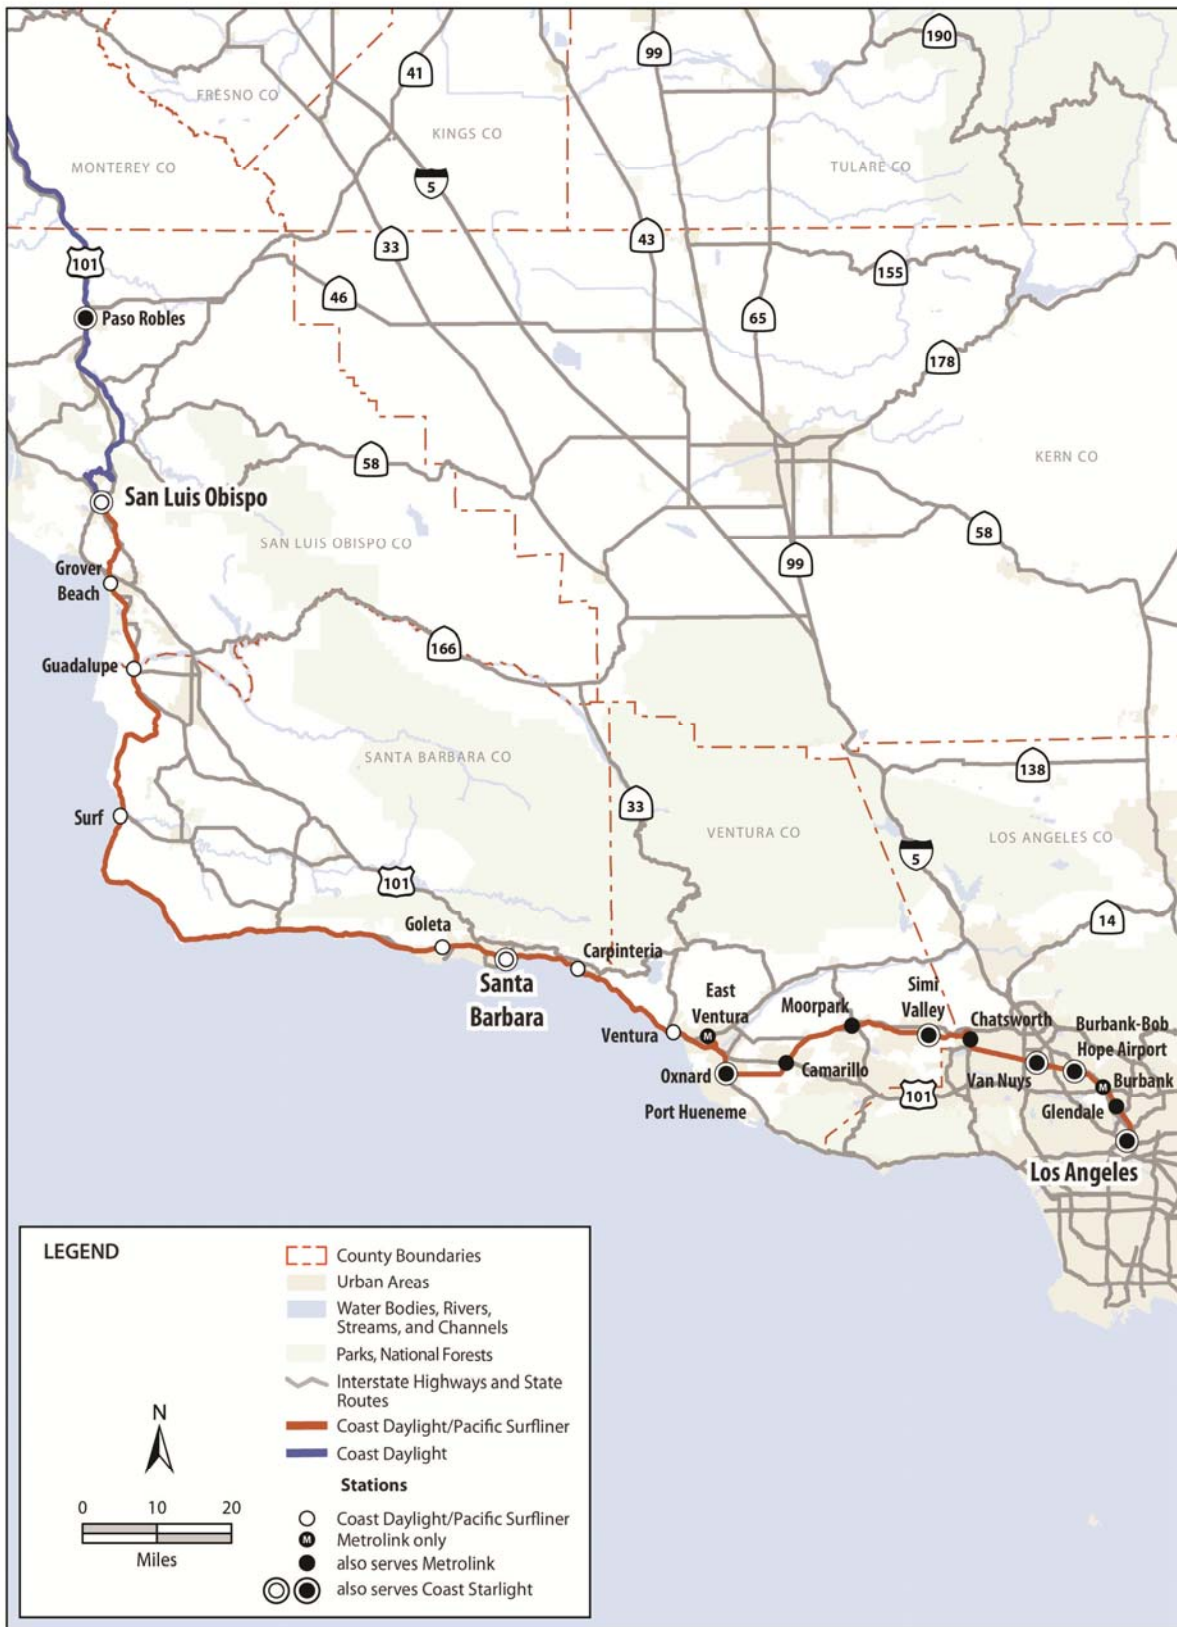 190
99
41
FRESNO CO
KINGS CO
MONTEREY CO
TULARE CO
5
33
43
101
155
46
65
Paso Robles
178
58
KERN CO
San Luis Obispo
58
SAN LUIS OBISPO CO
99
Grover
Beach
166
Guadalupe
SANTA BARBARA CO
138
33
Surf
VENTURA CO
LOS ANGELES CO
5
101
14
Goleta
Carpinteria
Santa
Barbara
East
Ventura
M
Simi
Valley
Moorpark
Chatsworth
Burbank-Bob
Hope Airport
Ventura
Oxnard
Camarillo
Van Nuys
M
Burbank
101
Glendale
Port Hueneme
Los Angeles
LEGEND
County Boundaries
Urban Areas
Water Bodies, Rivers,
Streams, and Channels
Parks, National Forests
Interstate Highways and State
Routes
Coast Daylight/Pacific Surfliner
Coast Daylight
Stations
Coast Daylight/Pacific Surfliner
M Metrolink only
also serves Metrolink
also serves Coast Starlight
N
0 10 20
Miles